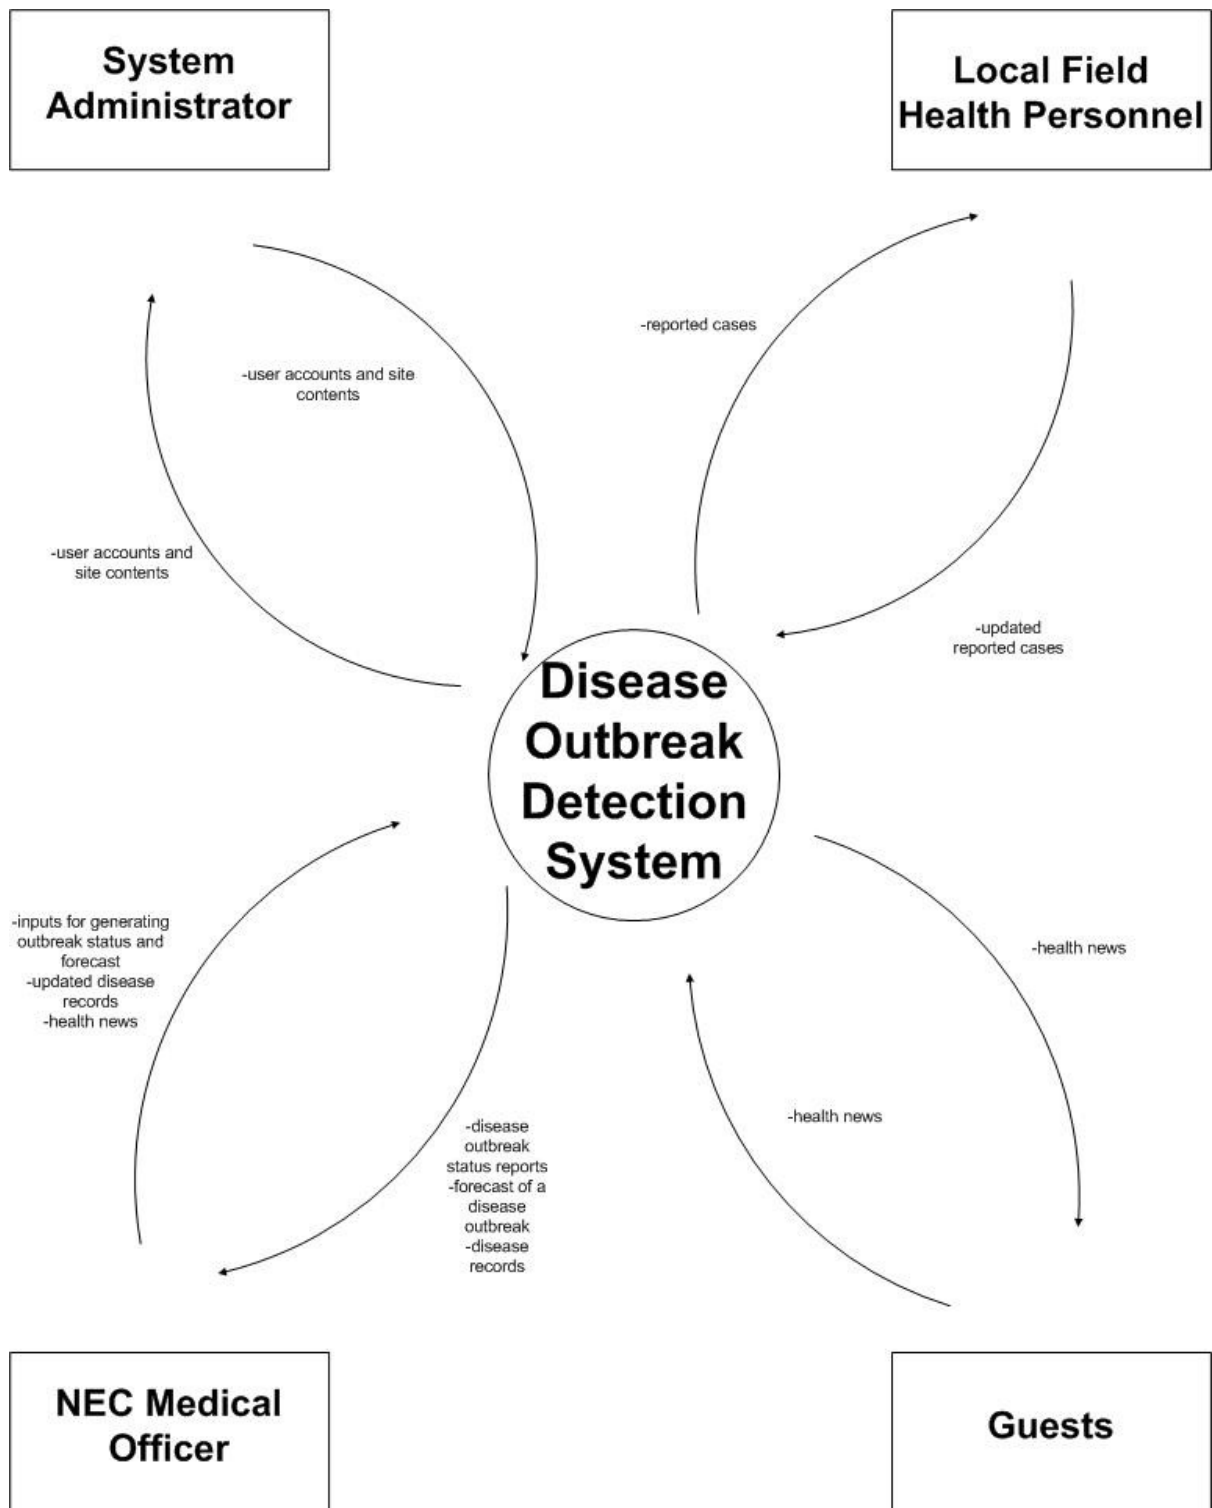 System
Administrator
Local Field
Health Personnel
-reported cases
-user accounts and site
contents
-user accounts and
site contents
-updated
reported cases
Disease
Outbreak
Detection
System
-inputs for generating
outbreak status and
forecast
-updated disease
records
-health news
-health news
-health news
-disease
outbreak
status reports
-forecast of a
disease
outbreak
-disease
records
NEC Medical
Officer
Guests